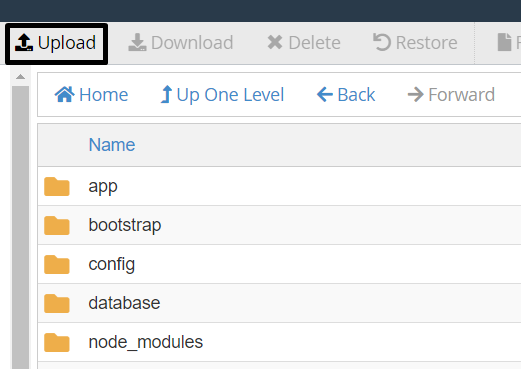 Upload Download Delete Restore
Home Up One Level Back Forward
Name
app
bootstrap
config
database
node_modules